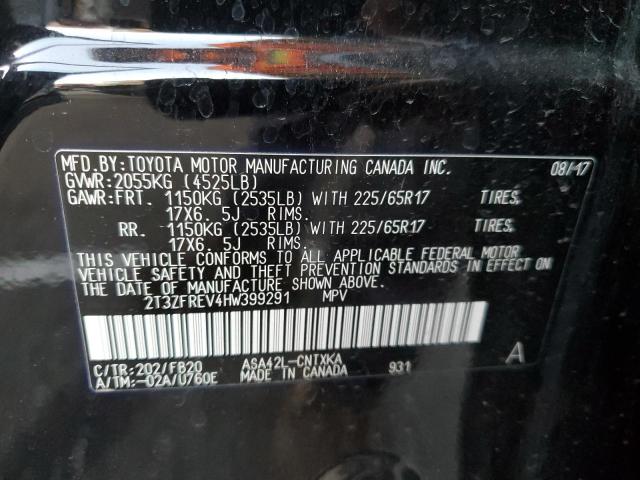 MFD.BY:TOYOTA MOTOR MANUFACTURING CANADA INC. 08/17
GVWR:2055KG (4525LB)
GAWR:FRT. 1150KG (2535LB) WITH 225/65R17 TIRES.
17X6. 5J RIMS.
RR. 1150KG (2535LB) WITH 225/65R17 TIRES.
17X6. 5J RIMS.
THIS VEHICLE CONFORMS TO ALL APPLICABLE FEDERAL MOTOR
VEHICLE SAFETY AND THEFT PREVENTION STANDARDS IN EFFECT ON
THE DATE OF MANUFACTURE SHOWN ABOVE.
2T3ZFREV4HW399291 MPV
C/TR:202/FB20 ASA42L-CNTXKA A
A/TM:-02A/U760E MADE IN CANADA 931